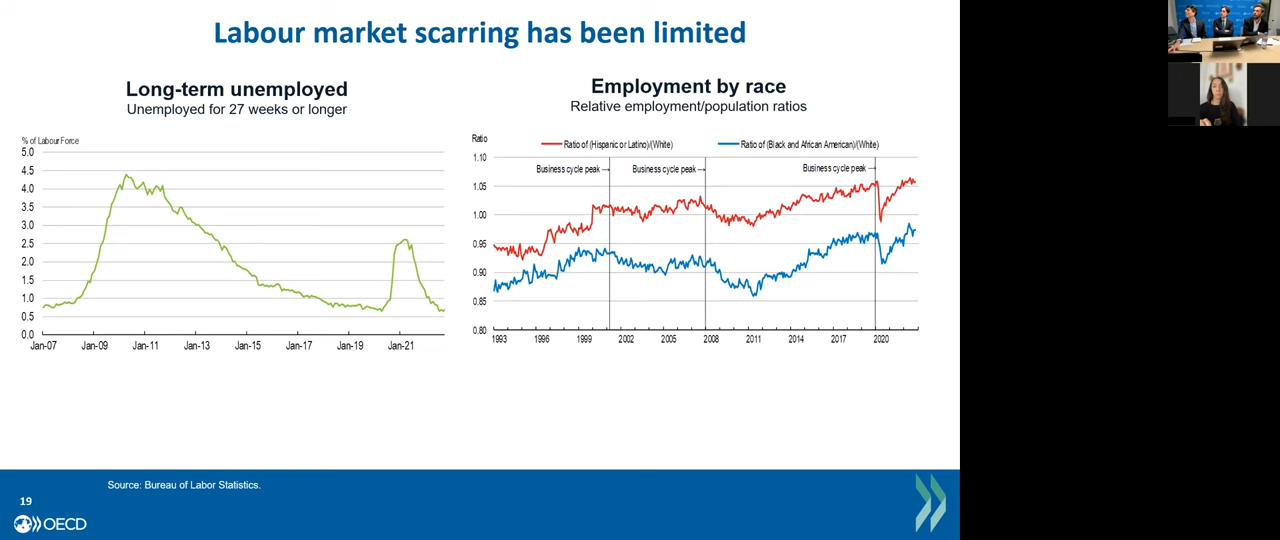 Labour market scarring has been limited
Long-term unemployed
Unemployed for 27 weeks or longer
% of Labour Force
5.0
4.5
4.0
3.5
3.0
2.5
2.0
1.5
1.0
0.5
0.0
Jan-07 Jan-09 Jan-11 Jan-13 Jan-15 Jan-17 Jan-19 Jan-21
Employment by race
Relative employment/population ratios
Ratio
Ratio of (Hispanic or Latino)/(White) Ratio of (Black and African American)/(White)
1.10
Business cycle peak → Business cycle peak → Business cycle peak →
1.05
1.00
0.95
0.90
0.85
0.80
1993 1996 1999 2002 2005 2008 2011 2014 2017 2020
Source: Bureau of Labor Statistics.
19
OECD